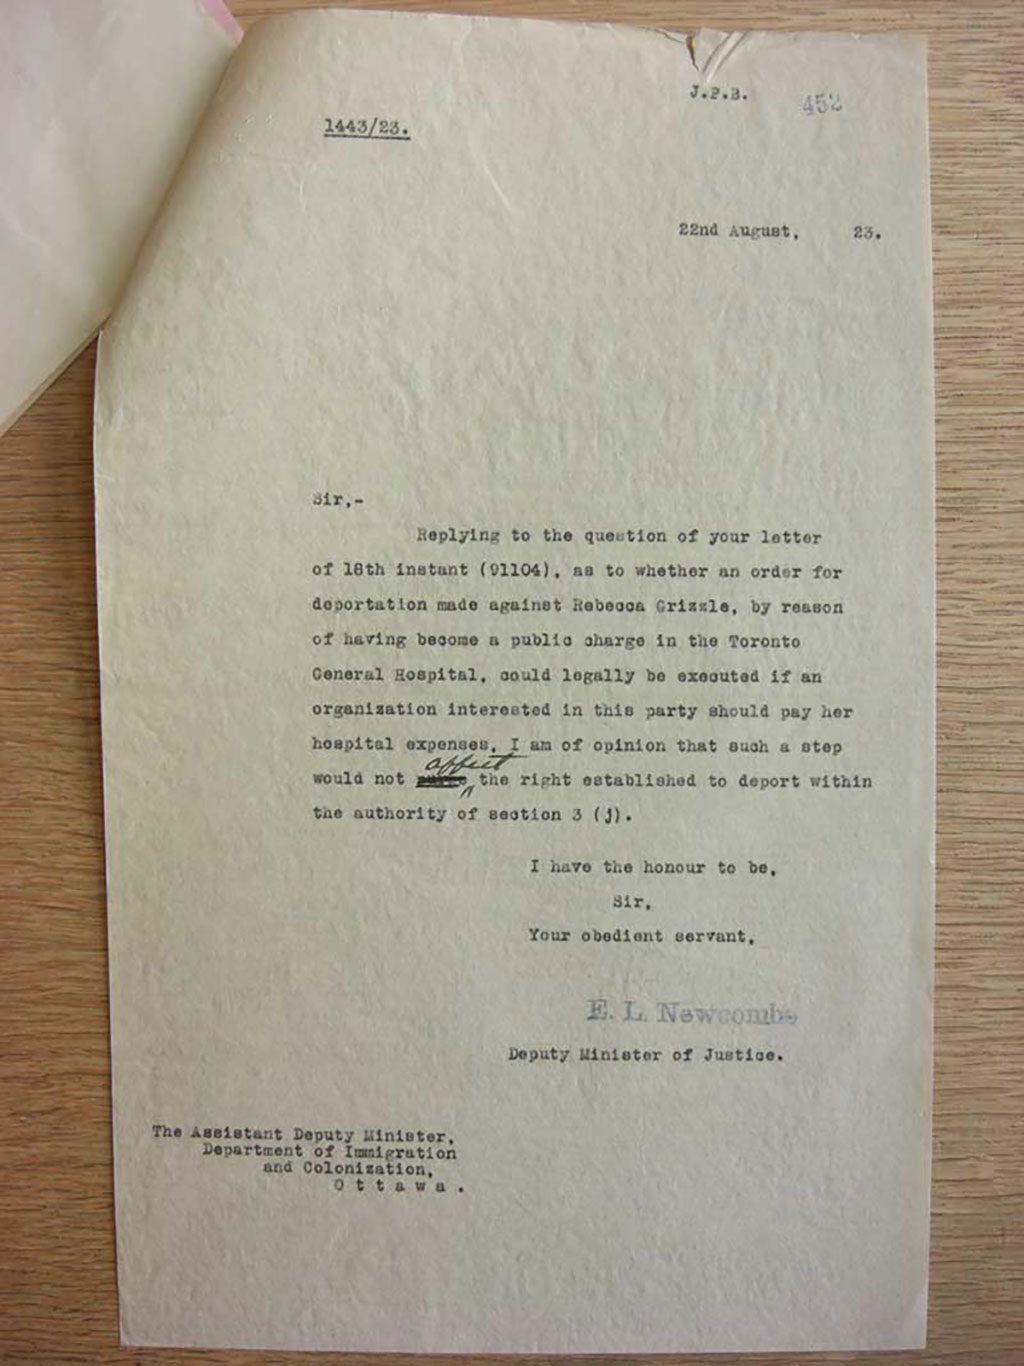 J.P.B.
452
1443/23.
22nd August, 23.
Sir,-
Replying to the question of your letter
of 18th instant (91104), as to whether an order for
deportation made against Rebecca Grizzle, by reason
of having become a public charge in the Toronto
General Hospital, could legally be executed if an
organization interested in this party should pay her
hospital expenses, I am of opinion that such a step
affect
would not the right established to deport within
the authority of section 3 (j).
I have the honour to be,
Sir,
Your obedient servant,
E. L. Newcombe
Deputy Minister of Justice.
The Assistant Deputy Minister,
Department of Immigration
and Colonization,
O t t a w a .